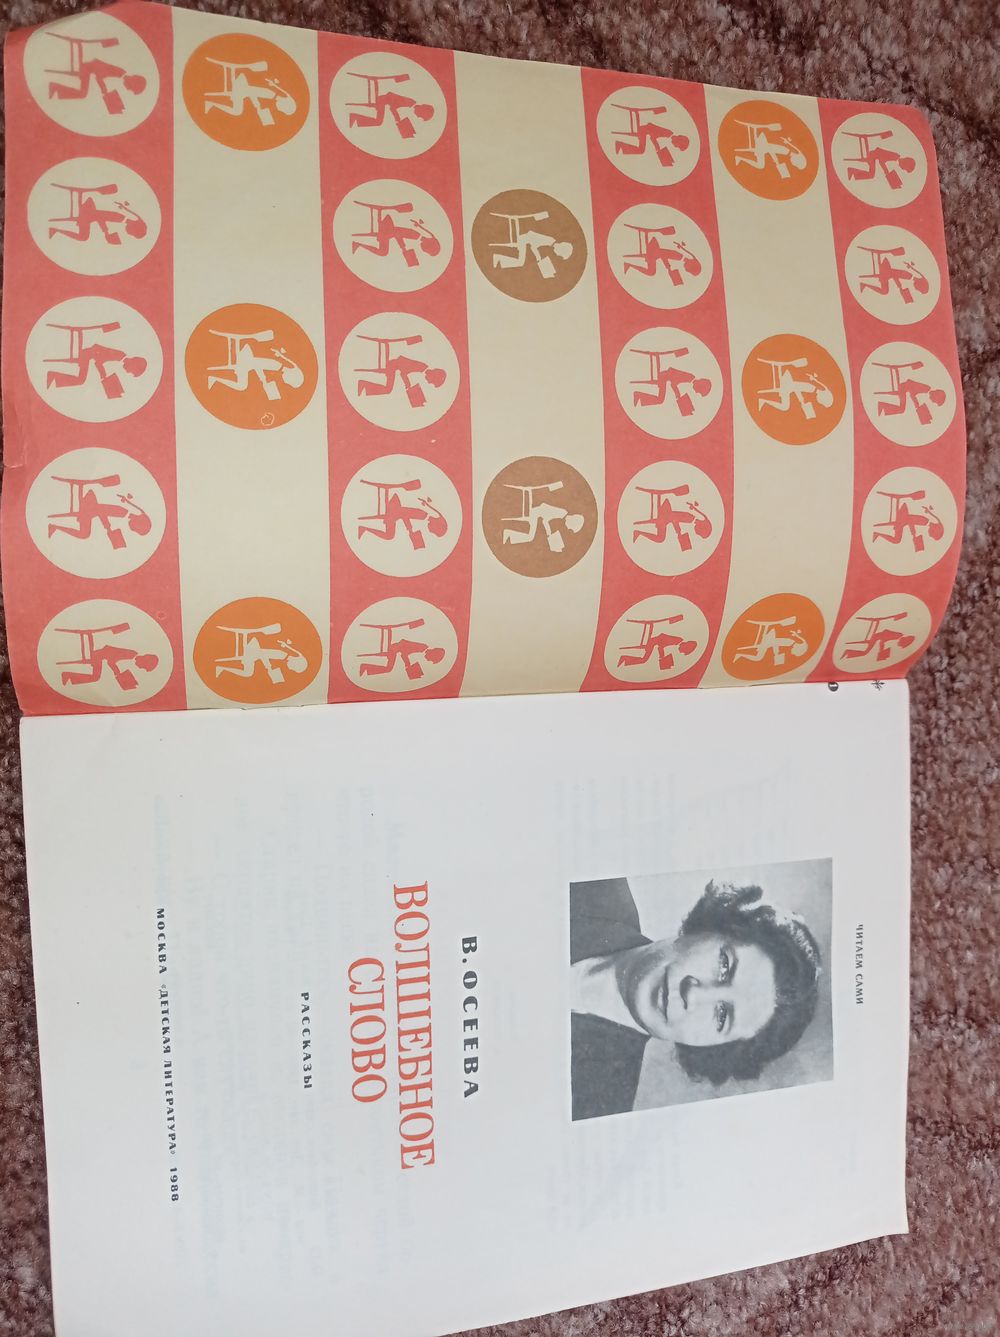 ЧИТАЕМ САМИ
В. ОСЕЕВА
ВОЛШЕБНОЕ
СЛОВО
РАССКАЗЫ
МОСКВА «ДЕТСКАЯ ЛИТЕРАТУРА» 1988